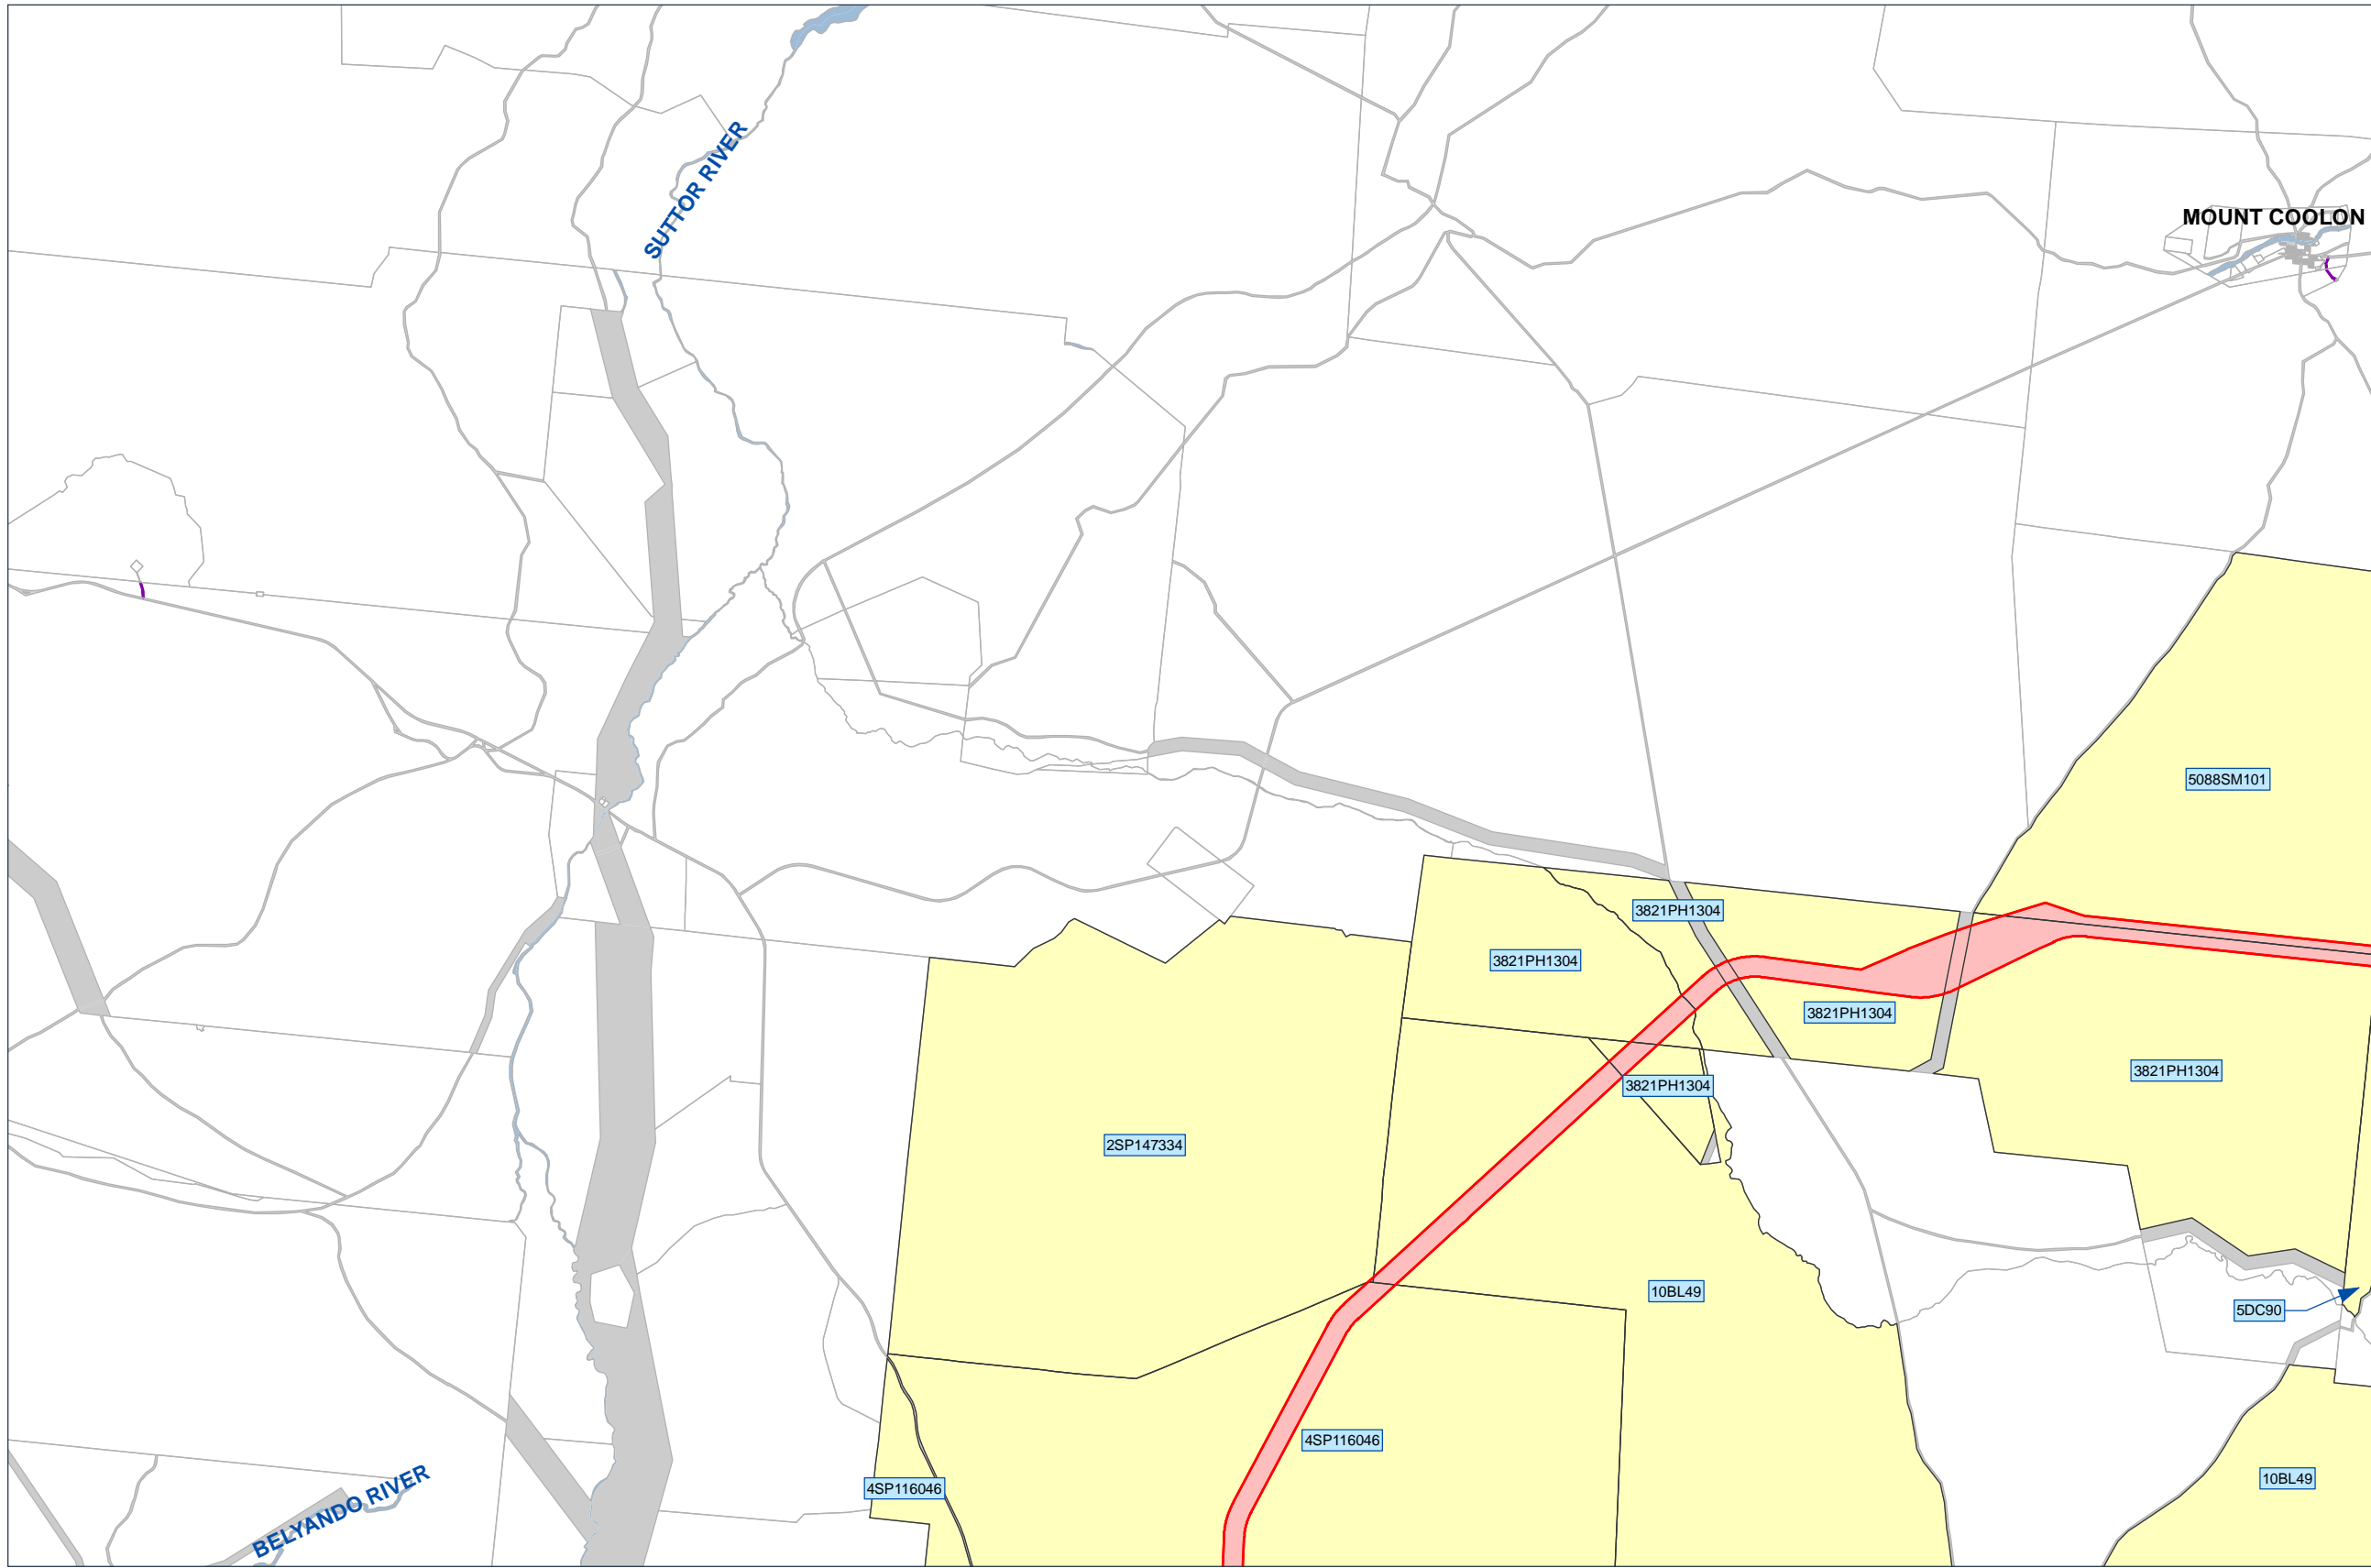 SUTTOR RIVER
MOUNT COOLON
5088SM101
3821PH1304
3821PH1304
3821PH1304
3821PH1304
3821PH1304
2SP147334
10BL49
5DC90
4SP116046
4SP116046
10BL49
BELYANDO RIVER